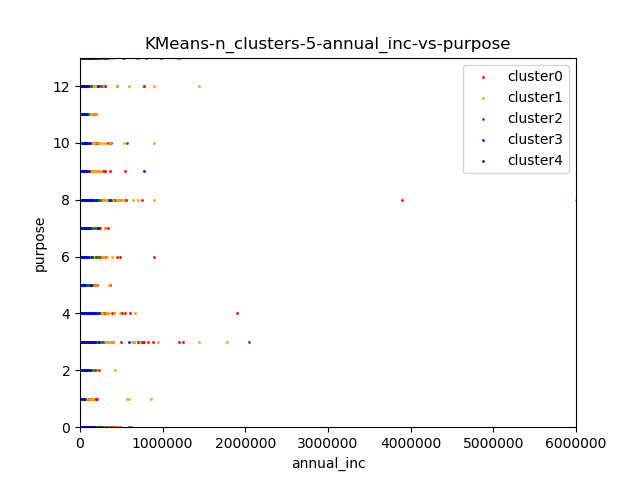 KMeans-n_clusters-5-annual_inc-vs-purpose
cluster0
cluster1
cluster2
cluster3
cluster4
12
10
8
6
4
2
0
purpose
0 1000000 2000000 3000000 4000000 5000000 6000000
annual_inc